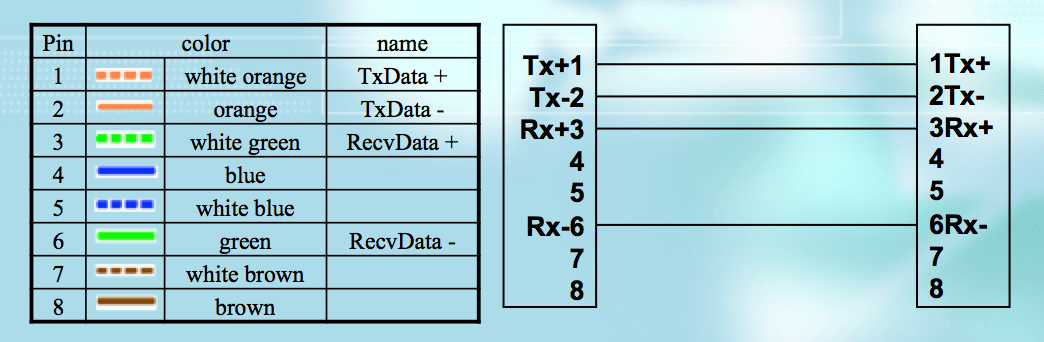 Pin color name
1 white orange TxData +
2 orange TxData -
3 white green RecvData +
4 blue
5 white blue
6 green RecvData -
7 white brown
8 brown
Tx+1
Tx-2
Rx+3
4
5
Rx-6
7
8
1Tx+
2Tx-
3Rx+
4
5
6Rx-
7
8